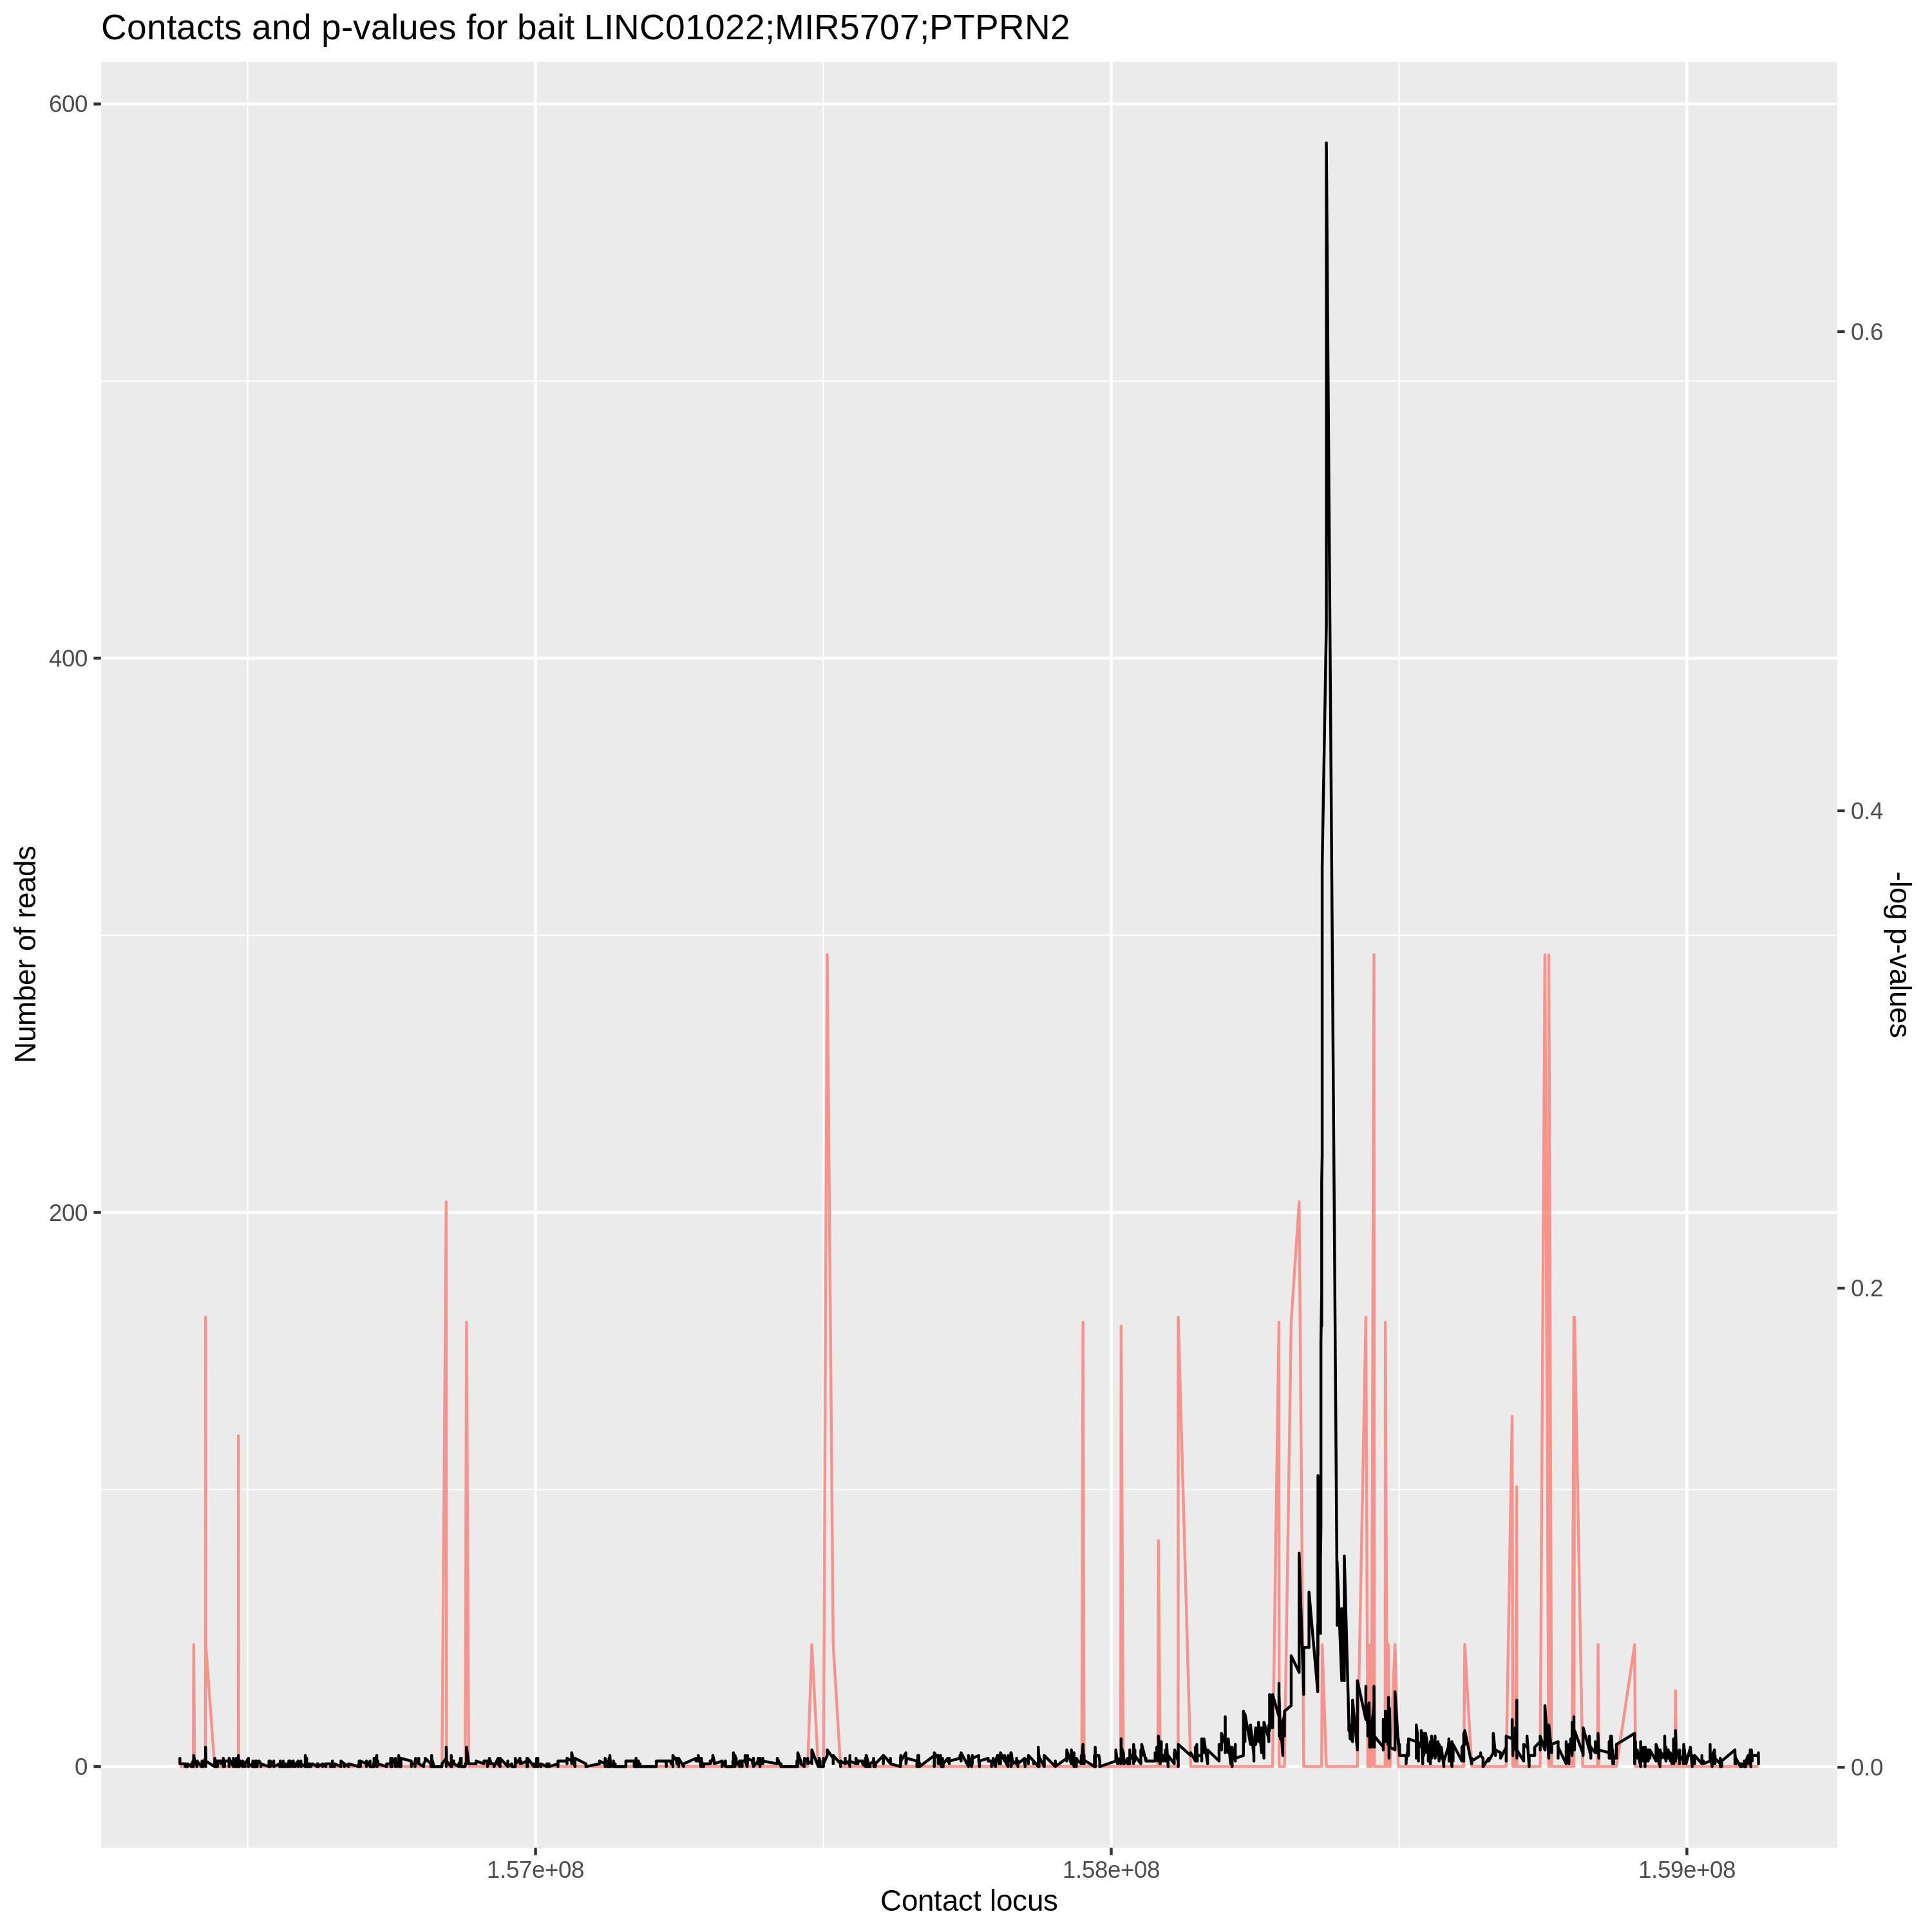 Contacts and p-values for bait LINC01022;MIR5707;PTPRN2
600
400
200
0
Number of reads
0.6
0.4
0.2
0.0
-log p-values
1.57e+08
1.58e+08
1.59e+08
Contact locus